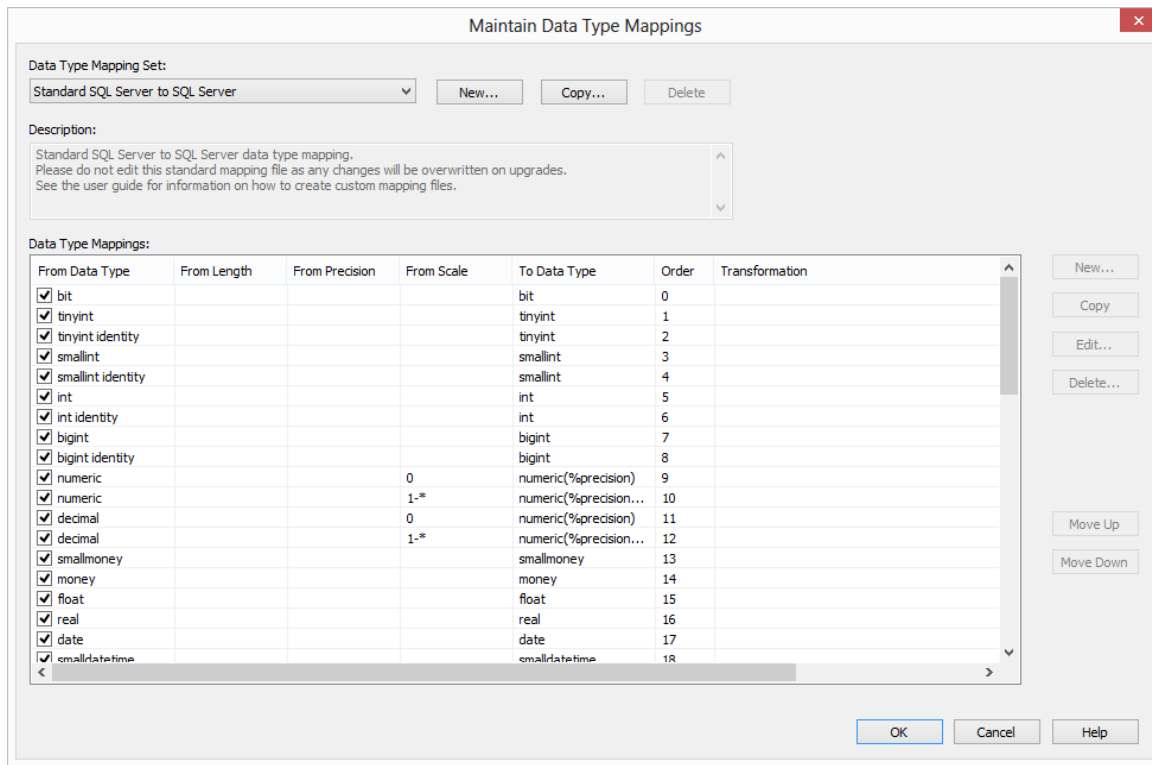 Maintain Data Type Mappings
Data Type Mapping Set:
Standard SQL Server to SQL Server New... Copy... Delete
Description:
Standard SQL Server to SQL Server data type mapping.
Please do not edit this standard mapping file as any changes will be overwritten on upgrades.
See the user guide for information on how to create custom mapping files.
Data Type Mappings:
From Data Type From Length From Precision From Scale To Data Type Order Transformation
bit bit 0
tinyint tinyint 1
tinyint identity tinyint 2
smallint smallint 3
smallint identity smallint 4
int int 5
int identity int 6
bigint bigint 7
bigint identity bigint 8
numeric 0 numeric(%precision) 9
numeric 1-* numeric(%precision... 10
decimal 0 numeric(%precision) 11
decimal 1-* numeric(%precision... 12
smallmoney smallmoney 13
money money 14
float float 15
real real 16
date date 17
smalldatetime smalldatetime 18
New...
Copy
Edit...
Delete...
Move Up
Move Down
OK Cancel Help